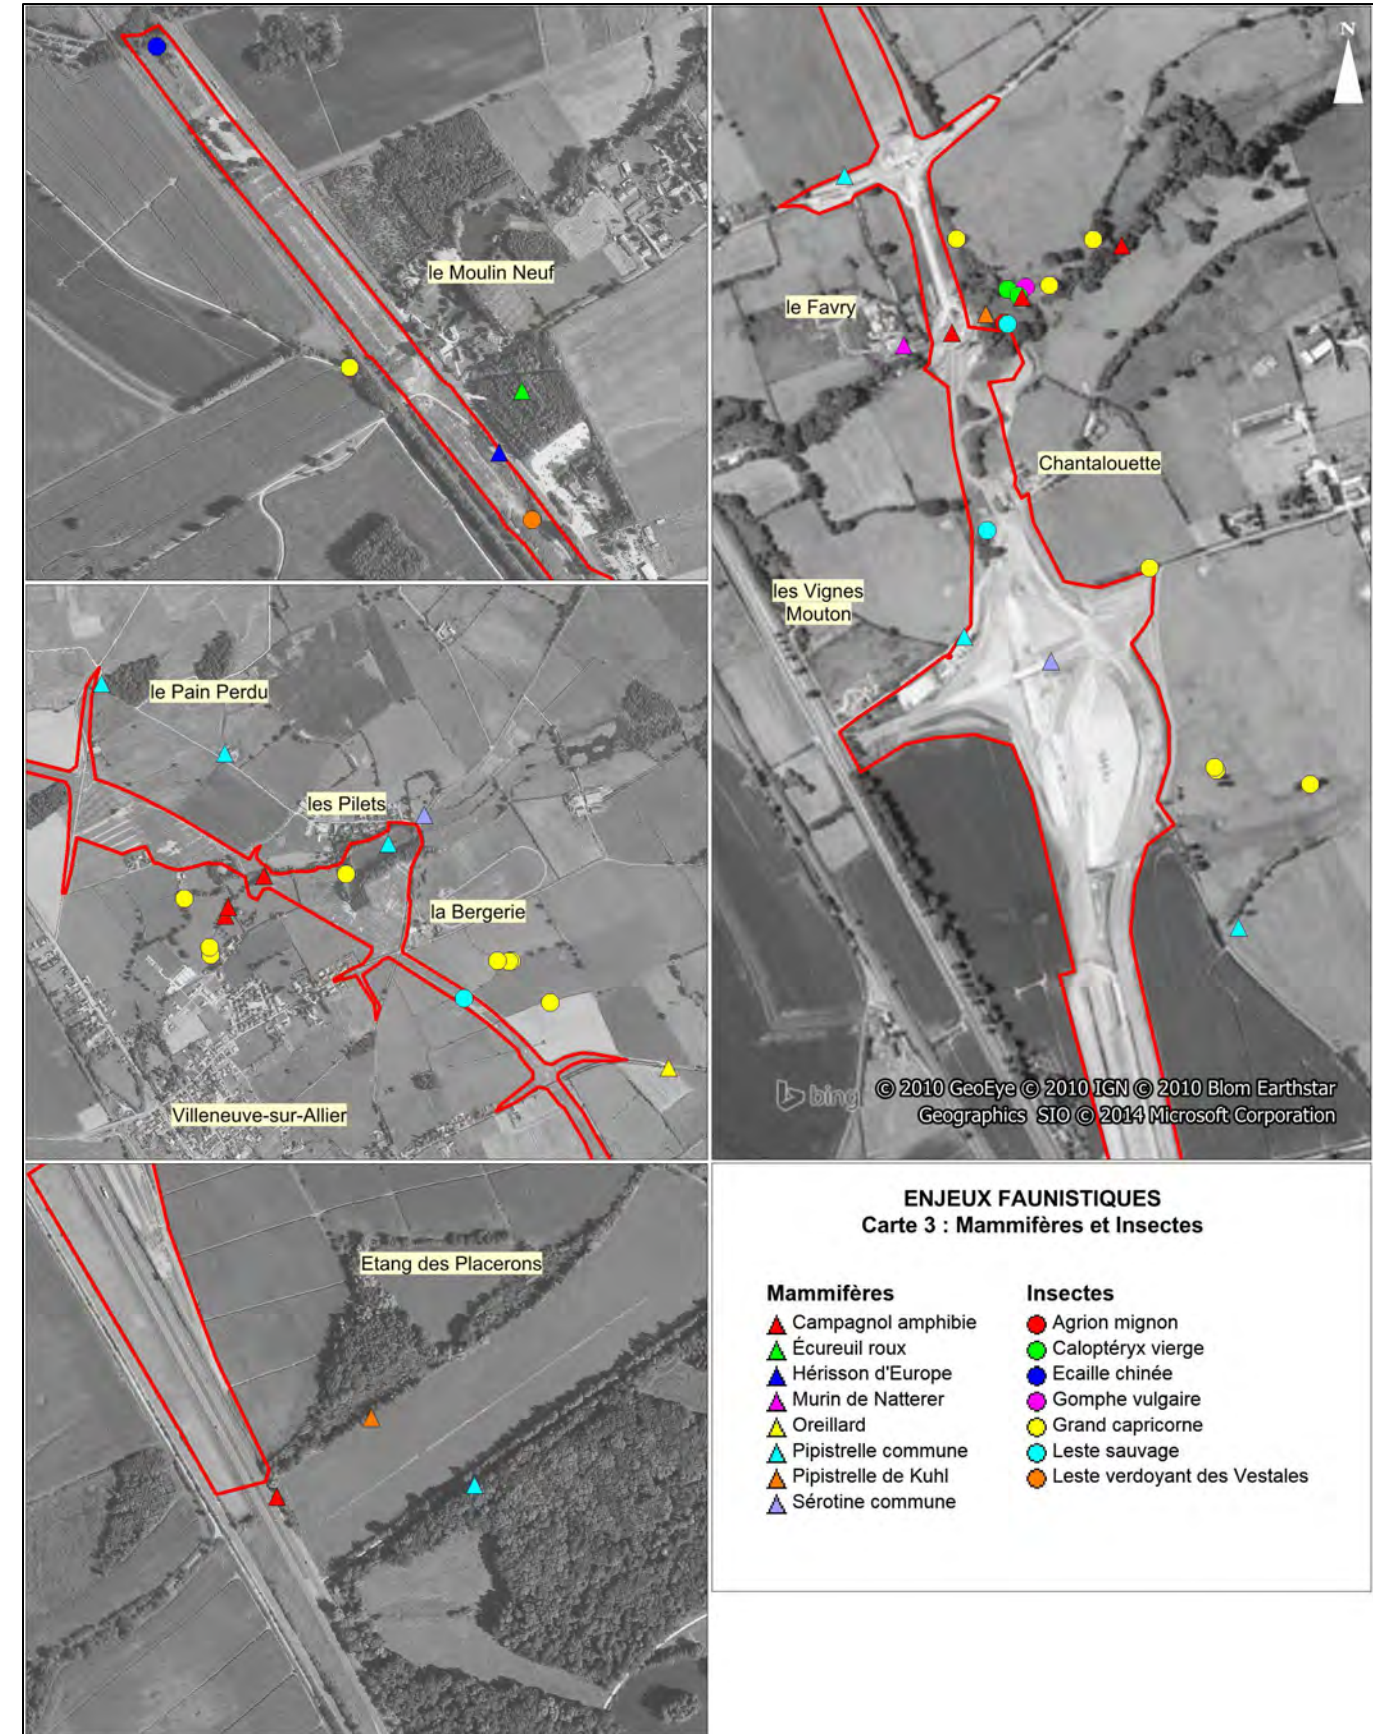 le Moulin Neuf
N
le Favry
Chantalouette
les Vignes
Mouton
le Pain Perdu
les Pilets
la Bergerie
Villeneuve-sur-Allier
bing
© 2010 GeoEye © 2010 IGN © 2010 Blom Earthstar
Geographics SIO © 2014 Microsoft Corporation
Etang des Placerons
ENJEUX FAUNISTIQUES
Carte 3 : Mammifères et Insectes
Mammifères
Campagnol amphibie
Écureuil roux
Hérisson d'Europe
Murin de Natterer
Oreillard
Pipistrelle commune
Pipistrelle de Kuhl
Sérotine commune
Insectes
Agrion mignon
Caloptéryx vierge
Ecaille chinée
Gomphe vulgaire
Grand capricorne
Leste sauvage
Leste verdoyant des Vestales